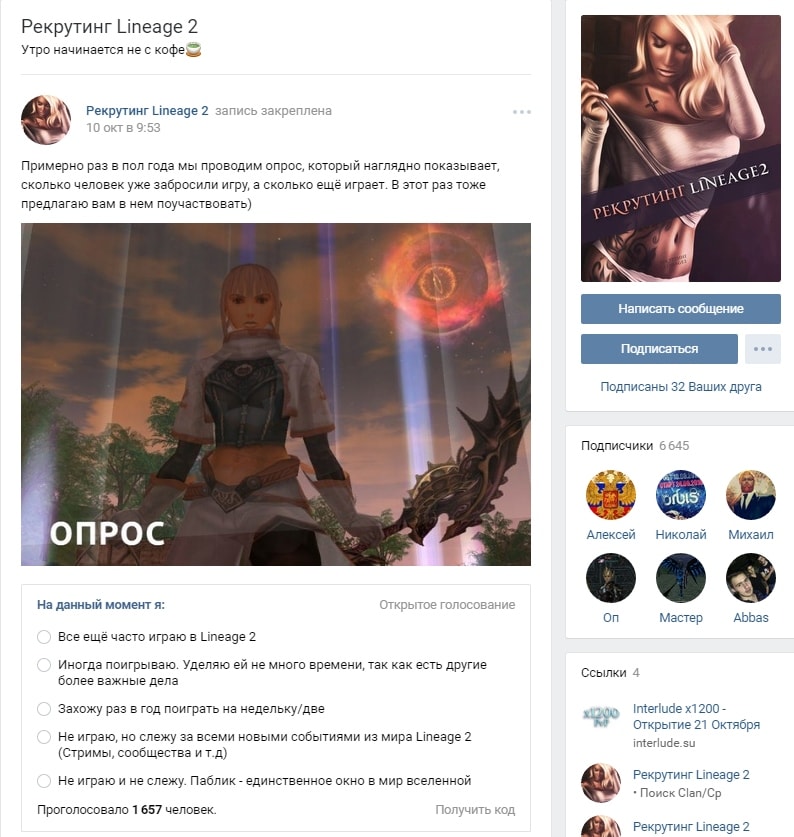 Рекрутинг Lineage 2
Утро начинается не с кофе
Рекрутинг Lineage 2 запись закреплена
10 окт в 9:53
Примерно раз в пол года мы проводим опрос, который наглядно показывает,
сколько человек уже забросили игру, а сколько ещё играет. В этот раз тоже
предлагаю вам в нем поучаствовать)
ОПРОС
На данный момент я:
Открытое голосование
Все ещё часто играю в Lineage 2
Иногда поигрываю. Уделяю ей не много времени, так как есть другие
более важные дела
Захожу раз в год поиграть на недельку/две
Не играю, но слежу за всеми новыми событиями из мира Lineage 2
(Стримы, сообщества и т.д)
Не играю и не слежу. Паблик - единственное окно в мир вселенной
Проголосовало 1 657 человек.
Получить код
РЕКРУТИНГ LINEAGE2
Написать сообщение
Подписаться
Подписаны 32 Ваших друга
Подписчики 6 645
orbis
Алексей Николай Михаил
Оп Мастер Abbas
Ссылки 4
x1200
PvP
Interlude x1200 -
Открытие 21 Октября
interlude.su
Рекрутинг Lineage 2
• Поиск Clan/Cp
Рекрутинг Lineage 2